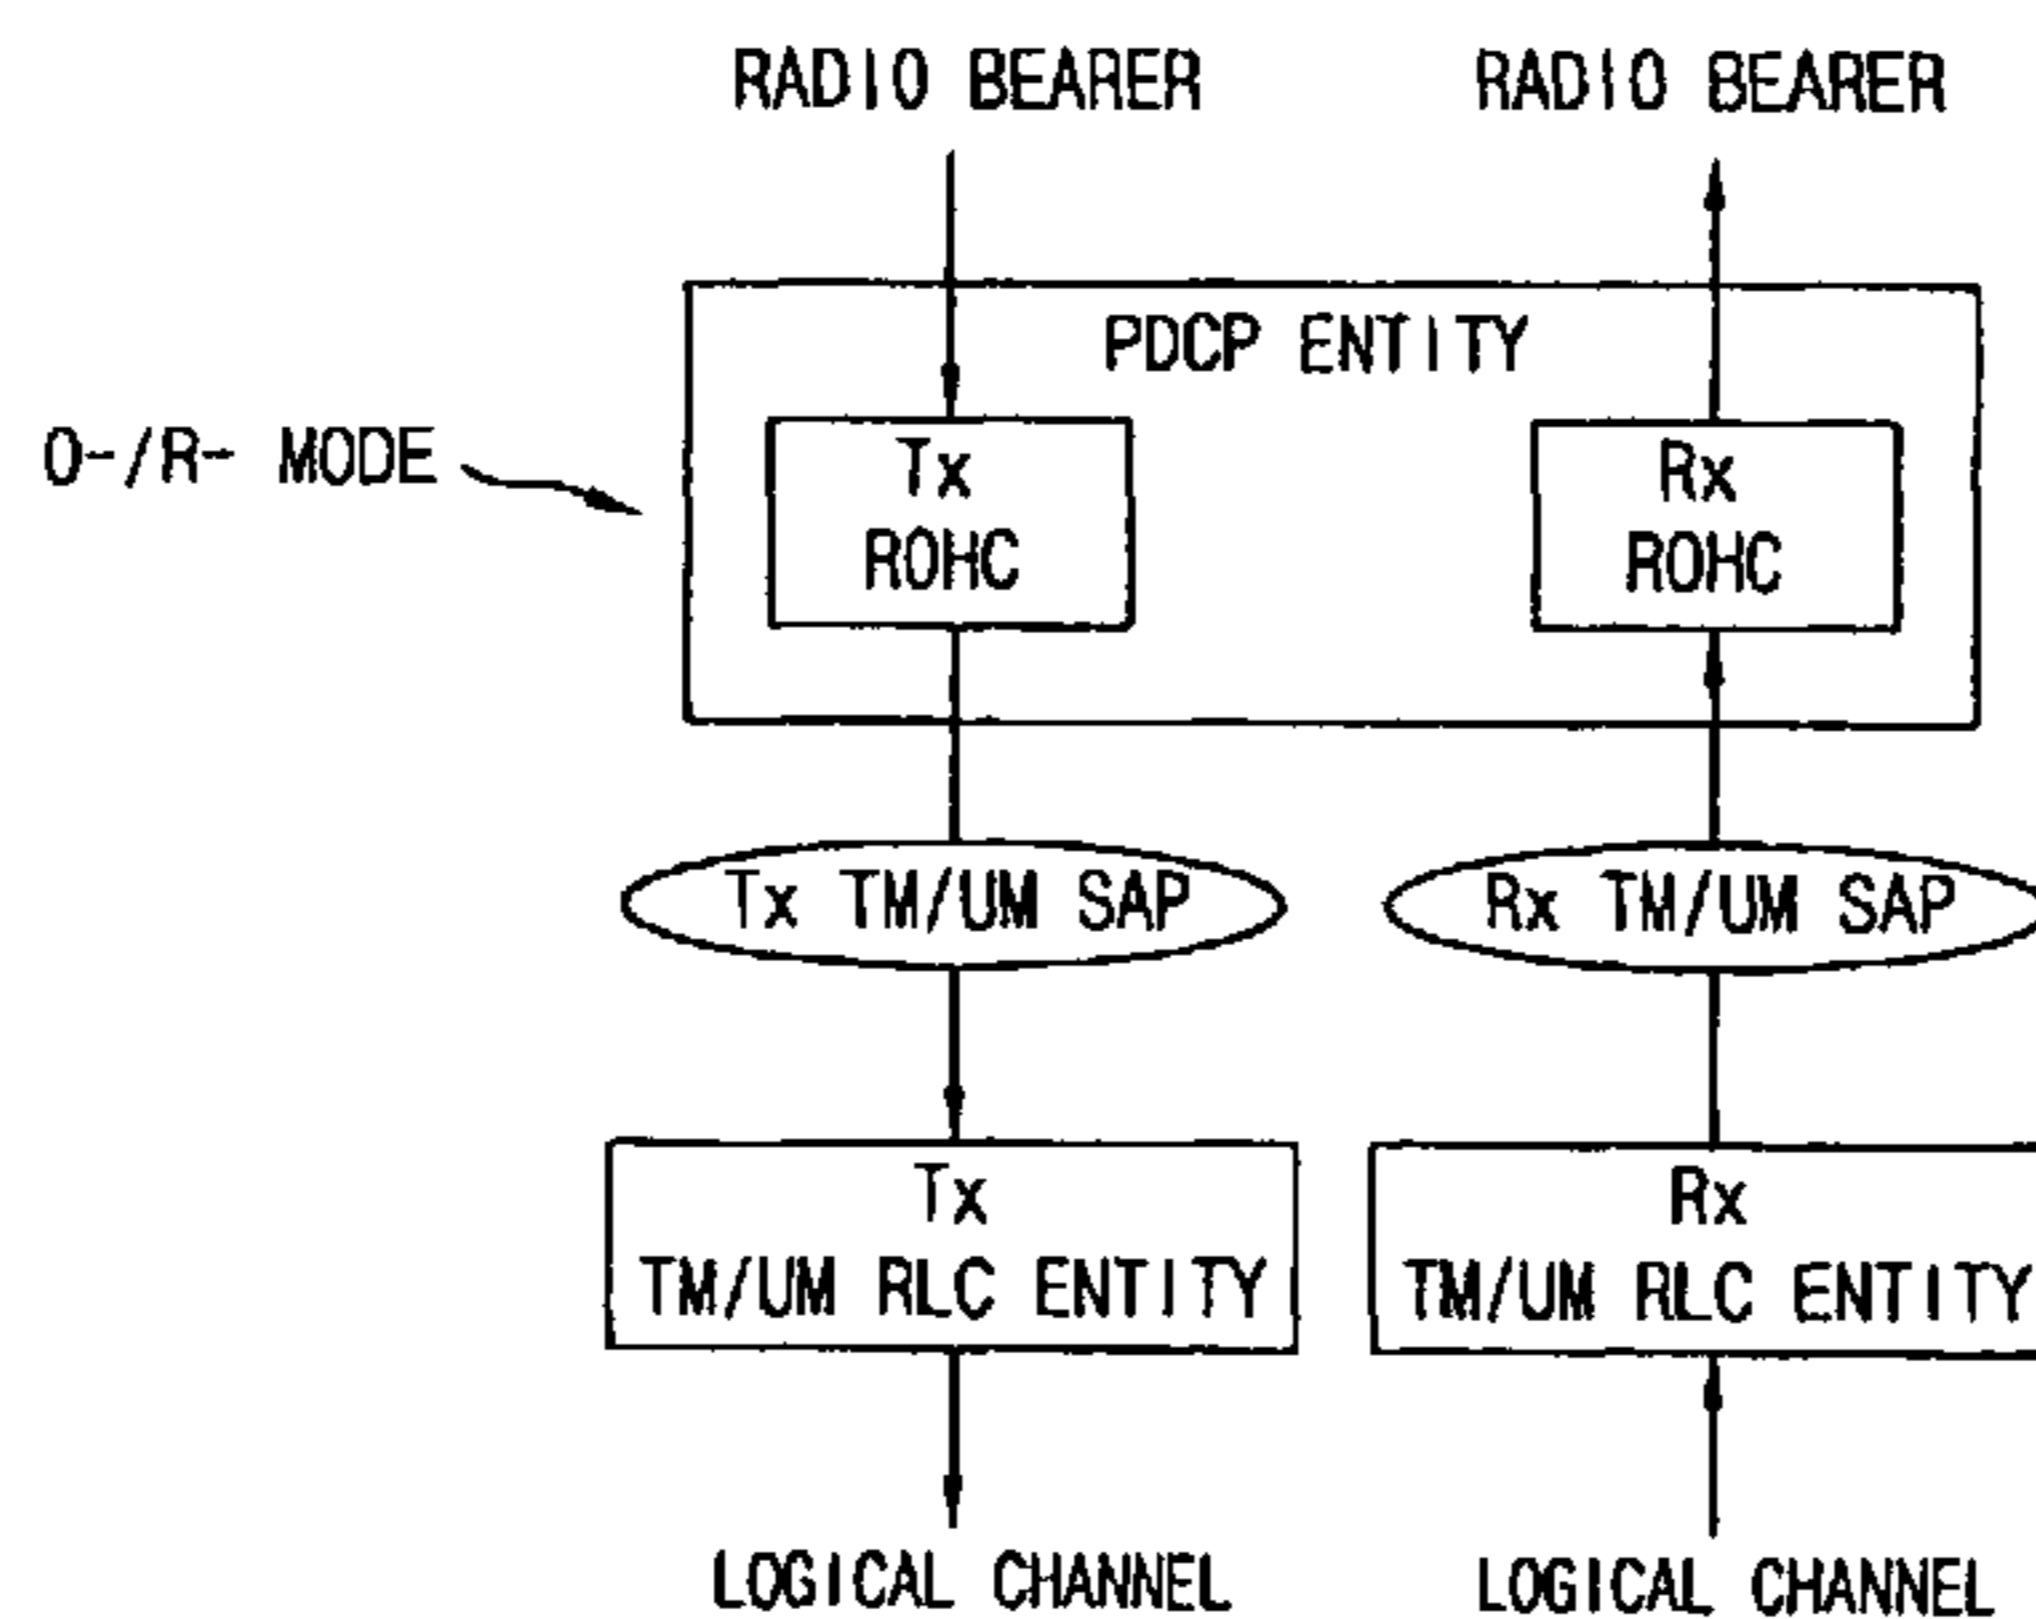 RADIO BEARER
RADIO BEARER
PDCP ENTITY
O-/R- MODE
Tx
ROHC
Rx
ROHC
Tx TM/UM SAP
Rx TM/UM SAP
Tx
TM/UM RLC ENTITY
Rx
TM/UM RLC ENTITY
LOGICAL CHANNEL
LOGICAL CHANNEL